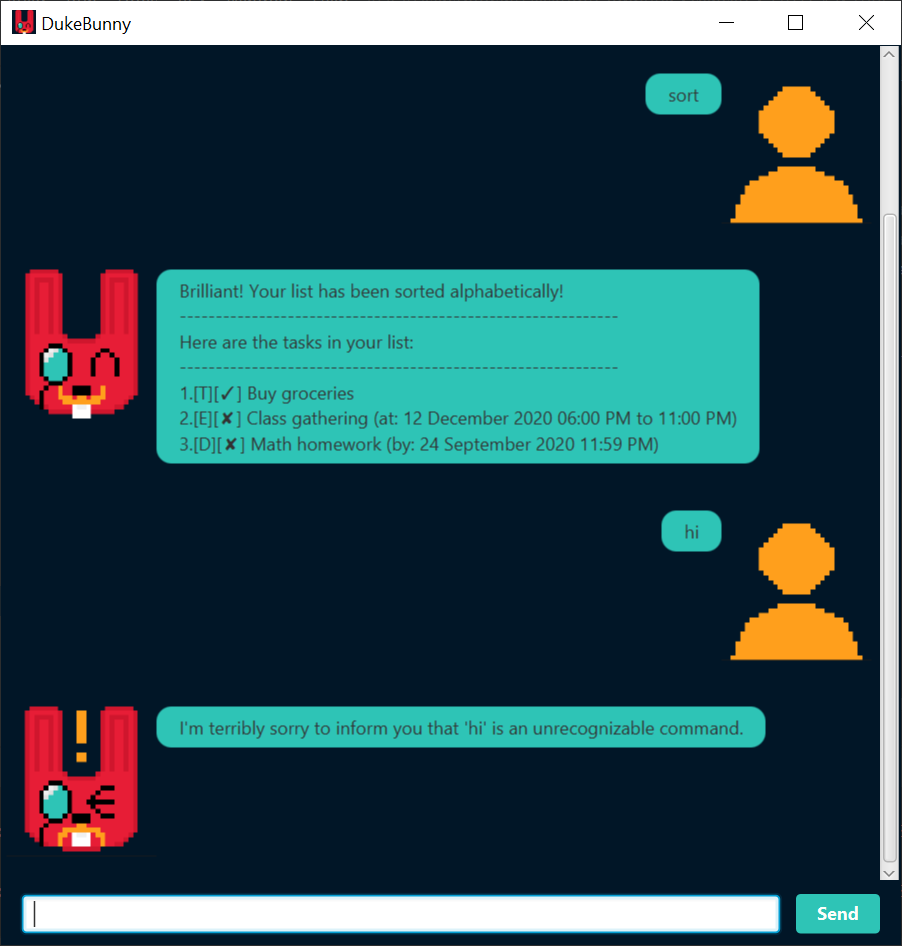 DukeBunny
sort
Brilliant! Your list has been sorted alphabetically!
------------------------------------------------------------
Here are the tasks in your list:
------------------------------------------------------------
1.[T][✓] Buy groceries
2.[E][✘] Class gathering (at: 12 December 2020 06:00 PM to 11:00 PM)
3.[D][✘] Math homework (by: 24 September 2020 11:59 PM)
hi
I'm terribly sorry to inform you that 'hi' is an unrecognizable command.
Send